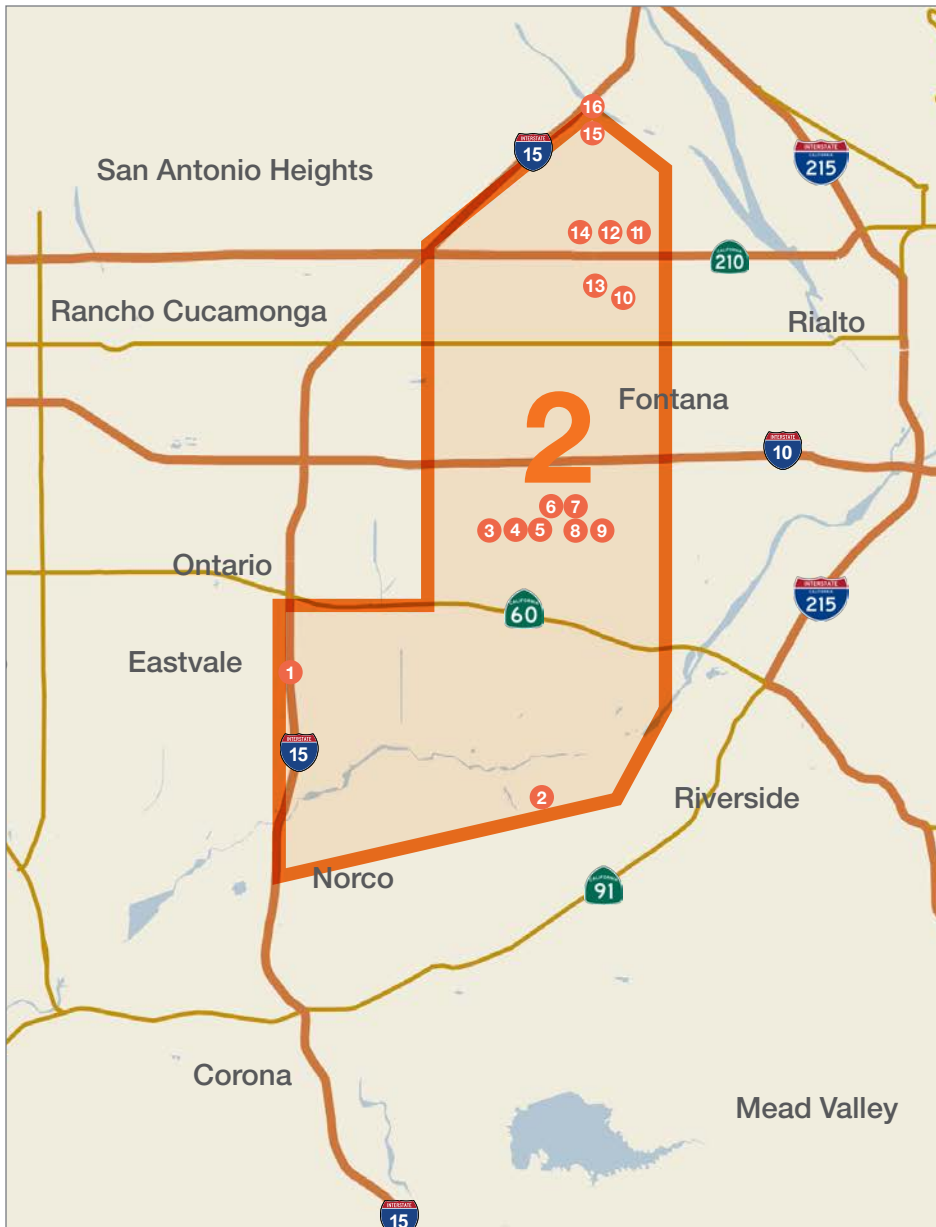 16
15
INTERSTATE
15
INTERSTATE
CALIFORNIA
215
San Antonio Heights
14
12
11
CALIFORNIA
210
13
10
Rancho Cucamonga
Rialto
2
Fontana
INTERSTATE
10
6
7
3
4
5
8
9
Ontario
INTERSTATE
CALIFORNIA
215
CALIFORNIA
60
Eastvale
1
INTERSTATE
15
2
Riverside
Norco
CALIFORNIA
91
Corona
Mead Valley
INTERSTATE
15